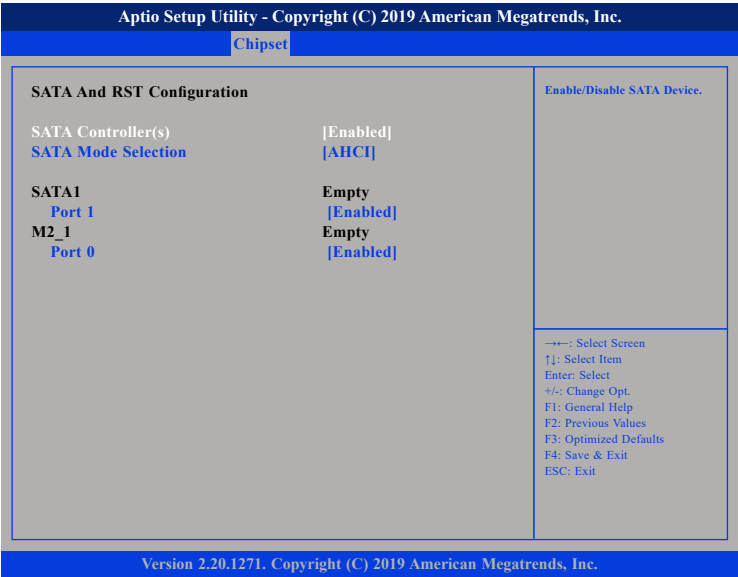 Aptio Setup Utility - Copyright (C) 2019 American Megatrends, Inc.
Chipset
SATA And RST Configuration
SATA Controller(s) [Enabled]
SATA Mode Selection [AHCI]
SATA1 Empty
Port 1 [Enabled]
M2_1 Empty
Port 0 [Enabled]
Enable/Disable SATA Device.
→←: Select Screen
↑↓: Select Item
Enter: Select
+/-: Change Opt.
F1: General Help
F2: Previous Values
F3: Optimized Defaults
F4: Save & Exit
ESC: Exit
Version 2.20.1271. Copyright (C) 2019 American Megatrends, Inc.